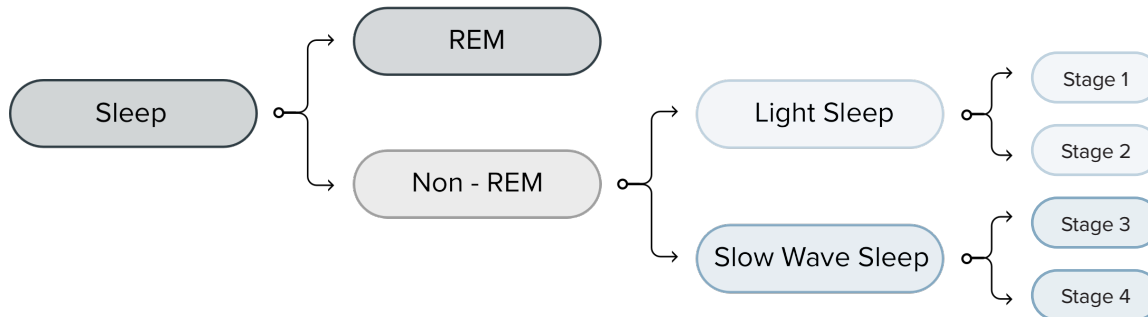 Sleep
REM
Non - REM
Light Sleep
Slow Wave Sleep
Stage 1
Stage 2
Stage 3
Stage 4